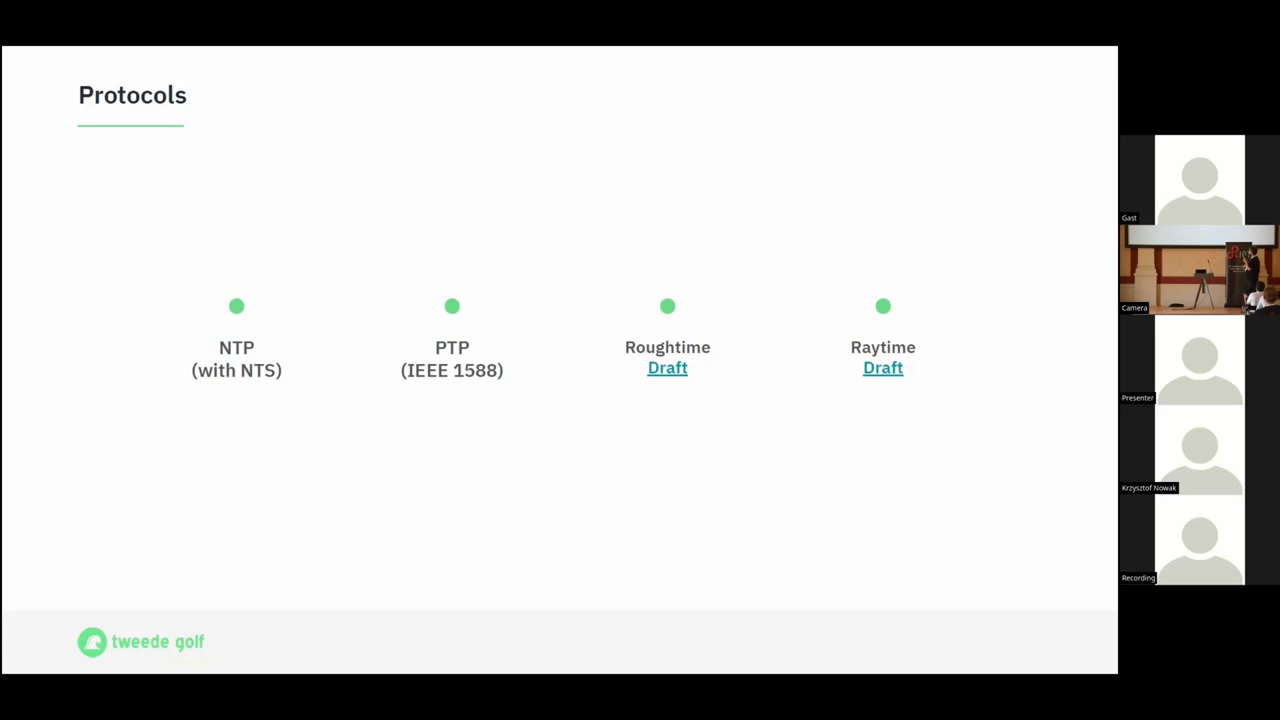 Protocols
NTP
(with NTS)
PTP
(IEEE 1588)
Roughtime
Draft
Raytime
Draft
tweede golf
Gast
Camera
Presenter
Krzysztof Nowak
Recording